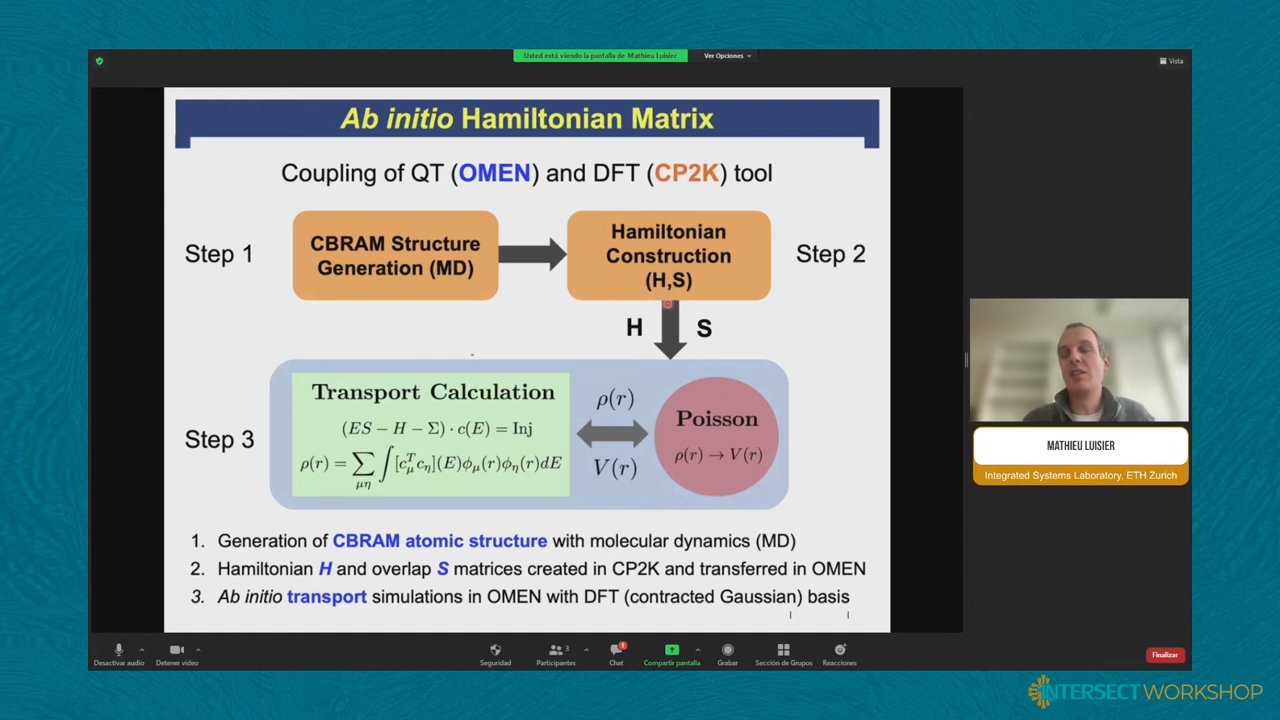 Usted está viendo la pantalla de Mathieu Luisier
Ver Opciones
Vista
Ab initio Hamiltonian Matrix
Coupling of QT (OMEN) and DFT (CP2K) tool
Step 1
CBRAM Structure
Generation (MD)
Hamiltonian
Construction
(H,S)
Step 2
H S
Step 3
Transport Calculation
(ES − H − Σ) · c(E) = Inj
ρ(r) = ∑μη ∫[cμᵀcη](E)ϕμ(r)ϕη(r)dE
ρ(r)
V(r)
Poisson
ρ(r) → V(r)
1. Generation of CBRAM atomic structure with molecular dynamics (MD)
2. Hamiltonian H and overlap S matrices created in CP2K and transferred in OMEN
3. Ab initio transport simulations in OMEN with DFT (contracted Gaussian) basis
MATHIEU LUISIER
Integrated Systems Laboratory, ETH Zurich
Desactivar audio
Detener video
Seguridad
Participantes
3
Chat
1
Compartir pantalla
Grabar
Sección de Grupos
Reacciones
Finalizar
INTERSECT WORKSHOP